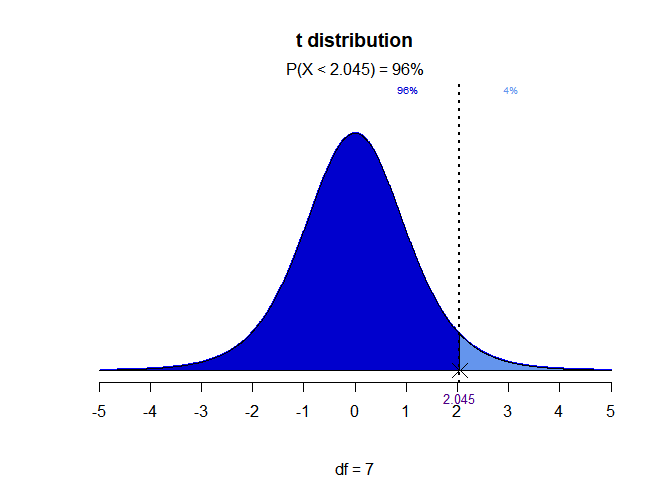 t distribution
P(X < 2.045) = 96%
96% 4%
2.045
-5 -4 -3 -2 -1 0 1 2 3 4 5
df = 7